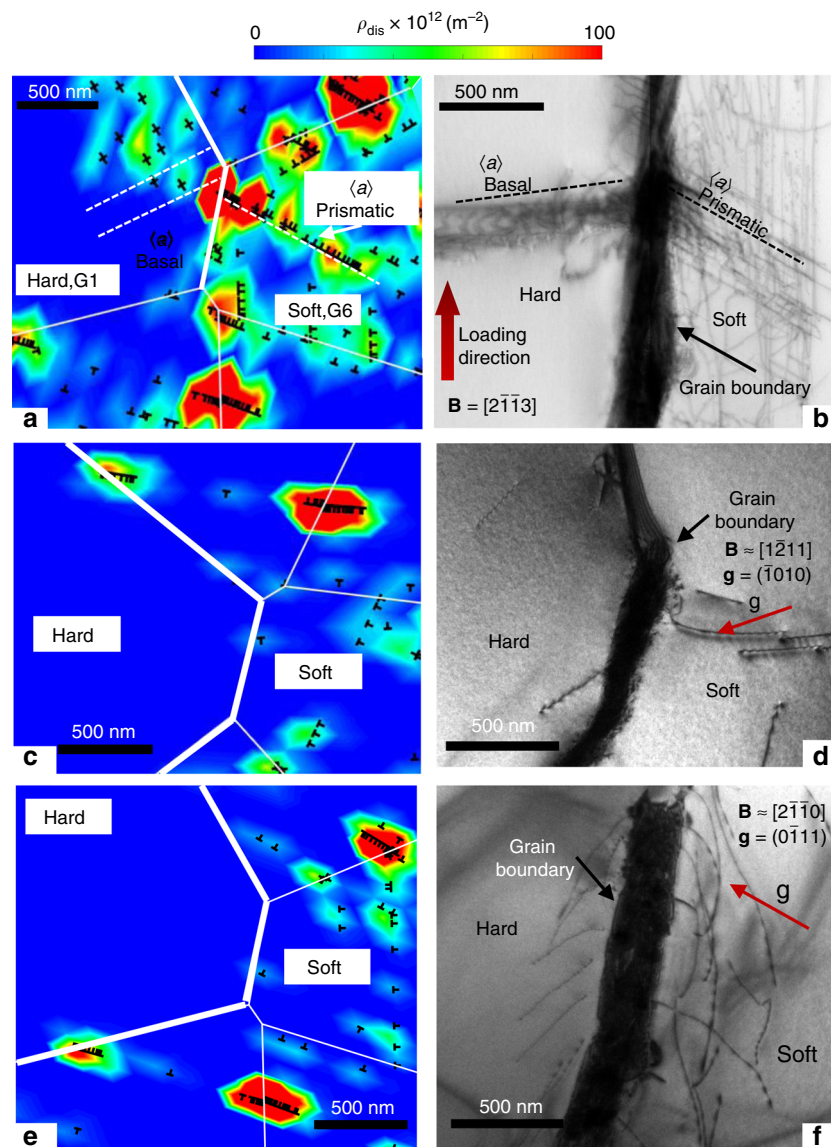 ρdis × 10¹² (m⁻²)
0
100
500 nm
⟨a⟩
Prismatic
⟨a⟩
Basal
Hard,G1
Soft,G6
a
500 nm
⟨a⟩
Basal
⟨a⟩
Prismatic
Hard
Soft
Loading
direction
Grain boundary
B = [21̄1̄3]
b
Hard
Soft
500 nm
c
Grain
boundary
B ≈ [12̄11]
g = (1̄010)
g
Hard
Soft
500 nm
d
Hard
Soft
500 nm
e
B ≈ [21̄1̄0]
g = (01̄11)
Grain
boundary
g
Hard
Soft
500 nm
f